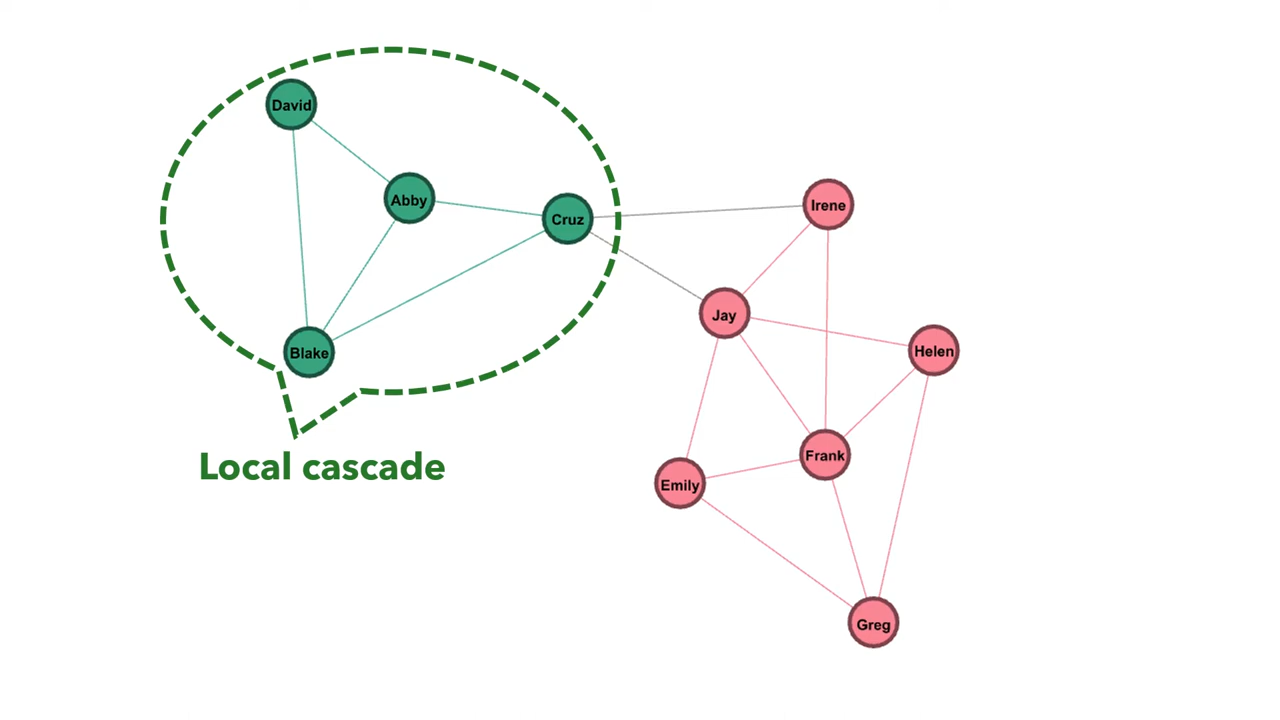 David
Abby
Cruz
Irene
Jay
Blake
Helen
Frank
Local cascade
Emily
Greg